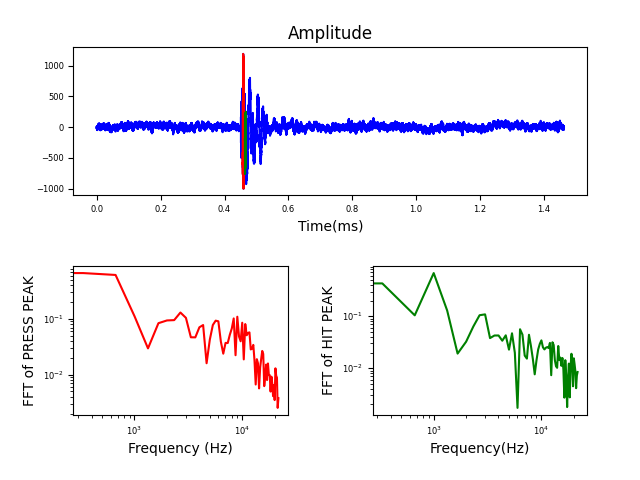 Amplitude
1000
500
0
−500
−1000
0.0 0.2 0.4 0.6 0.8 1.0 1.2 1.4
Time(ms)
FFT of PRESS PEAK
10⁻¹
10⁻²
10³ 10⁴
Frequency (Hz)
FFT of HIT PEAK
10⁻¹
10⁻²
10³ 10⁴
Frequency(Hz)